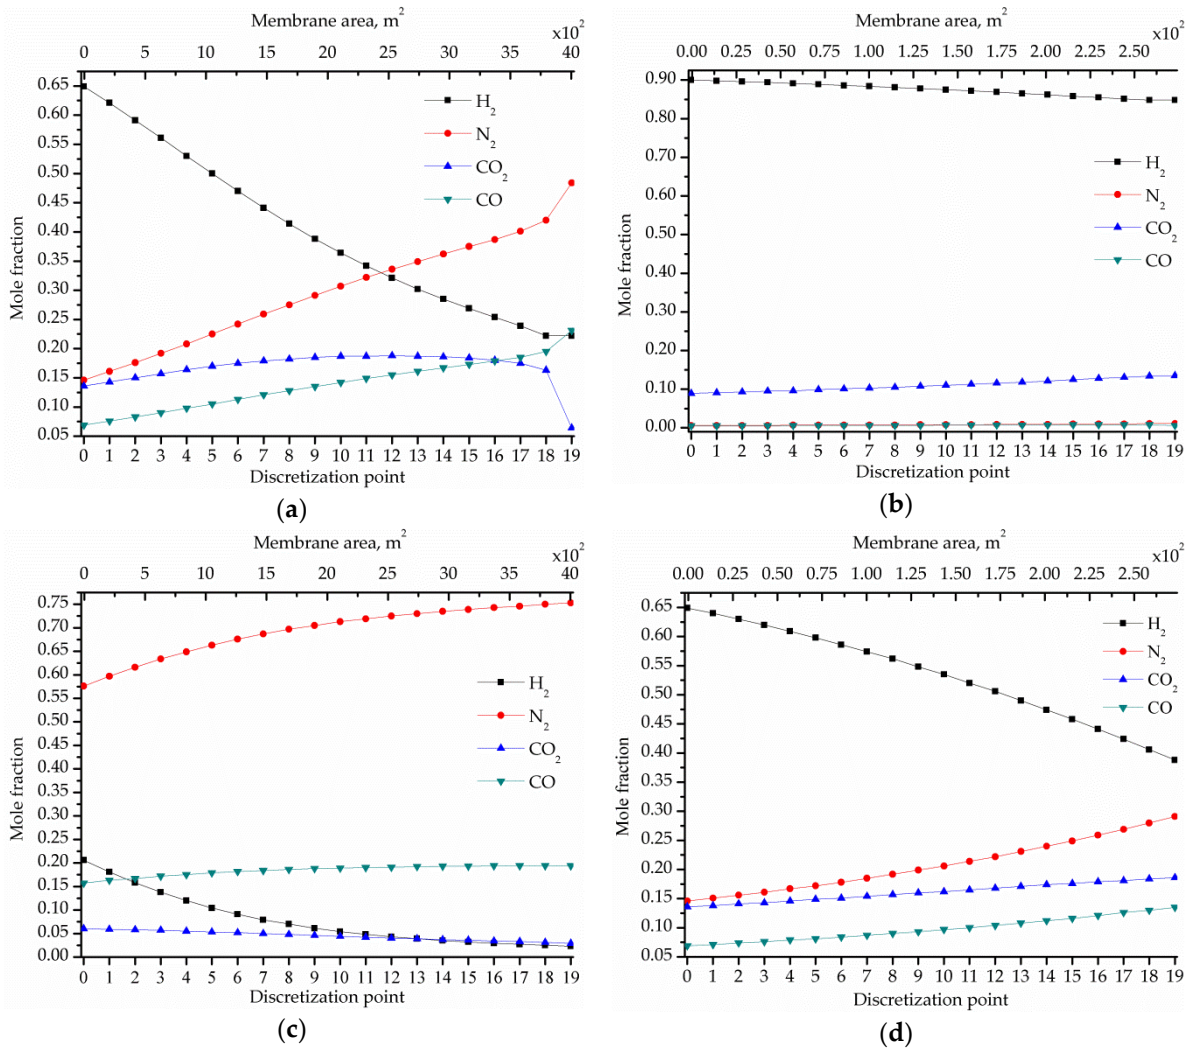 Membrane area, m²
x10²
0 5 10 15 20 25 30 35 40
Mole fraction
0.65
0.60
0.55
0.50
0.45
0.40
0.35
0.30
0.25
0.20
0.15
0.10
0.05
H₂
N₂
CO₂
CO
0 1 2 3 4 5 6 7 8 9 10 11 12 13 14 15 16 17 18 19
Discretization point
(a)
Membrane area, m²
x10²
0.00 0.25 0.50 0.75 1.00 1.25 1.50 1.75 2.00 2.25 2.50
Mole fraction
0.90
0.80
0.70
0.60
0.50
0.40
0.30
0.20
0.10
0.00
H₂
N₂
CO₂
CO
0 1 2 3 4 5 6 7 8 9 10 11 12 13 14 15 16 17 18 19
Discretization point
(b)
Membrane area, m²
x10²
0 5 10 15 20 25 30 35 40
Mole fraction
0.75
0.70
0.65
0.60
0.55
0.50
0.45
0.40
0.35
0.30
0.25
0.20
0.15
0.10
0.05
0.00
H₂
N₂
CO₂
CO
0 1 2 3 4 5 6 7 8 9 10 11 12 13 14 15 16 17 18 19
Discretization point
(c)
Membrane area, m²
x10²
0.00 0.25 0.50 0.75 1.00 1.25 1.50 1.75 2.00 2.25 2.50
Mole fraction
0.65
0.60
0.55
0.50
0.45
0.40
0.35
0.30
0.25
0.20
0.15
0.10
0.05
H₂
N₂
CO₂
CO
0 1 2 3 4 5 6 7 8 9 10 11 12 13 14 15 16 17 18 19
Discretization point
(d)